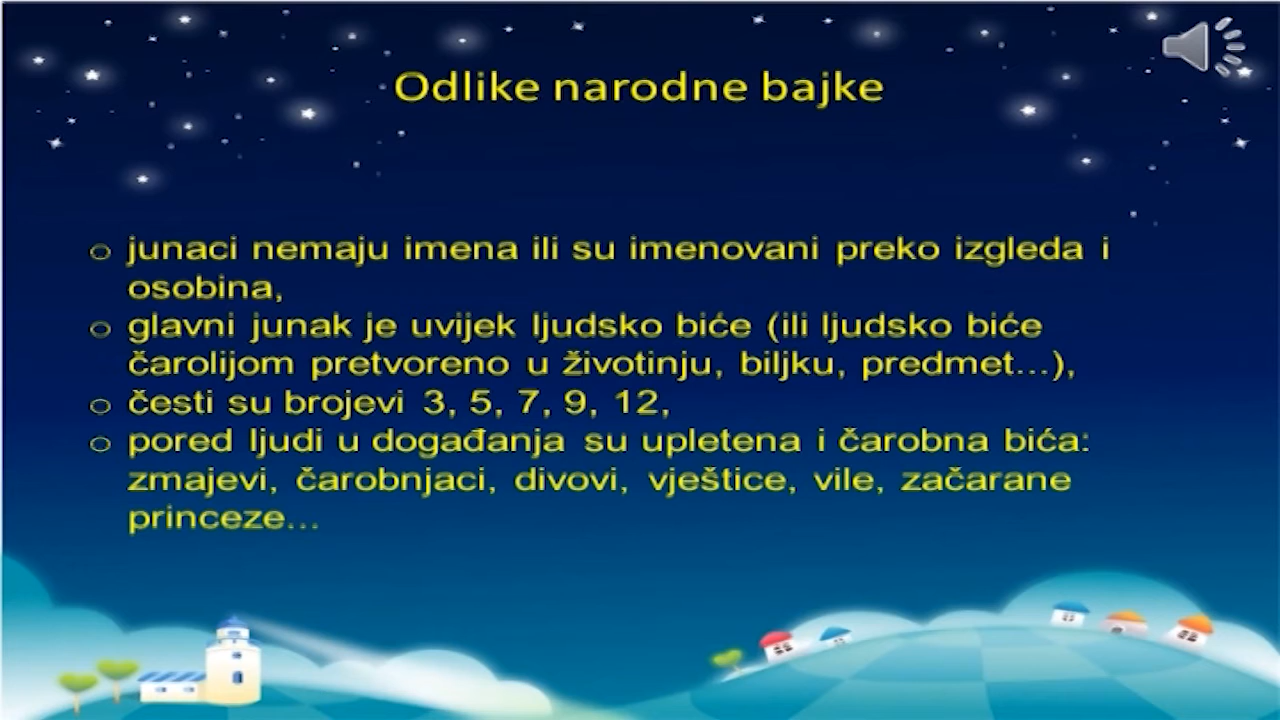 Odlike narodne bajke
o junaci nemaju imena ili su imenovani preko izgleda i
osobina,
o glavni junak je uvijek ljudsko biće (ili ljudsko biće
čarolijom pretvoreno u životinju, biljku, predmet...),
o česti su brojevi 3, 5, 7, 9, 12,
o pored ljudi u događanja su upletena i čarobna bića:
zmajevi, čarobnjaci, divovi, vještice, vile, začarane
princeze...